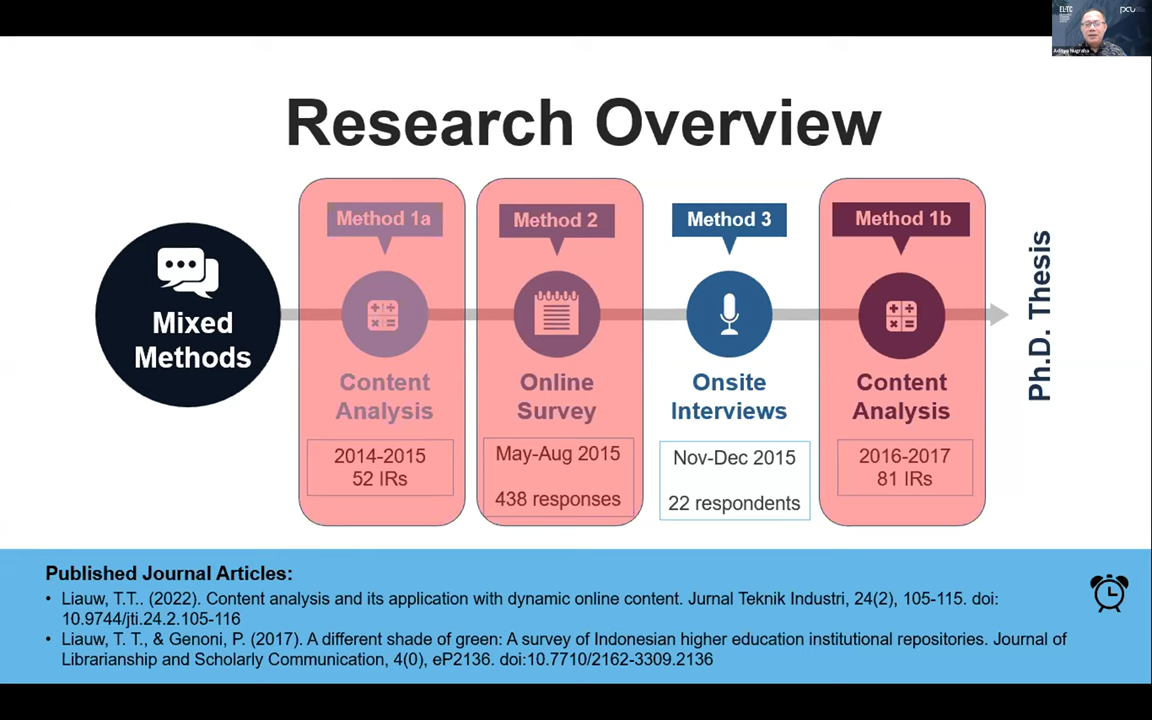 EL·TC
pcu
Aditya Nugraha
Research Overview
Mixed
Methods
Method 1a
Content
Analysis
2014-2015
52 IRs
Method 2
Online
Survey
May-Aug 2015
438 responses
Method 3
Onsite
Interviews
Nov-Dec 2015
22 respondents
Method 1b
Content
Analysis
2016-2017
81 IRs
Ph.D. Thesis
Published Journal Articles:
• Liauw, T.T.. (2022). Content analysis and its application with dynamic online content. Jurnal Teknik Industri, 24(2), 105-115. doi:
10.9744/jti.24.2.105-116
• Liauw, T. T., & Genoni, P. (2017). A different shade of green: A survey of Indonesian higher education institutional repositories. Journal of
Librarianship and Scholarly Communication, 4(0), eP2136. doi:10.7710/2162-3309.2136